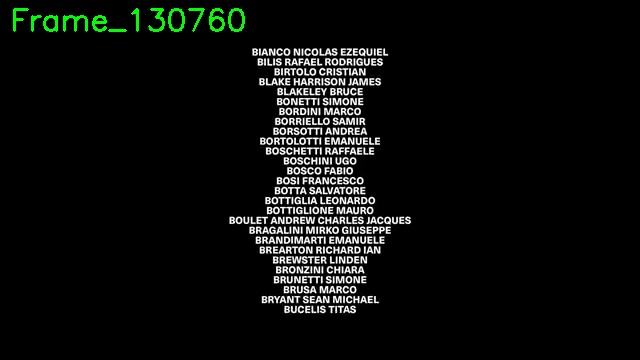 Frame_130760
BIANCO NICOLAS EZEQUIEL
BILIS RAFAEL RODRIGUES
BIRTOLO CRISTIAN
BLAKE HARRISON JAMES
BLAKELEY BRUCE
BONETTI SIMONE
BORDINI MARCO
BORRIELLO SAMIR
BORSOTTI ANDREA
BORTOLOTTI EMANUELE
BOSCHETTI RAFFAELE
BOSCHINI UGO
BOSCO FABIO
BOSI FRANCESCO
BOTTA SALVATORE
BOTTIGLIA LEONARDO
BOTTIGLIONE MAURO
BOULET ANDREW CHARLES JACQUES
BRAGALINI MIRKO GIUSEPPE
BRANDIMARTI EMANUELE
BREARTON RICHARD IAN
BREWSTER LINDEN
BRONZINI CHIARA
BRUNETTI SIMONE
BRUSA MARCO
BRYANT SEAN MICHAEL
BUCELIS TITAS